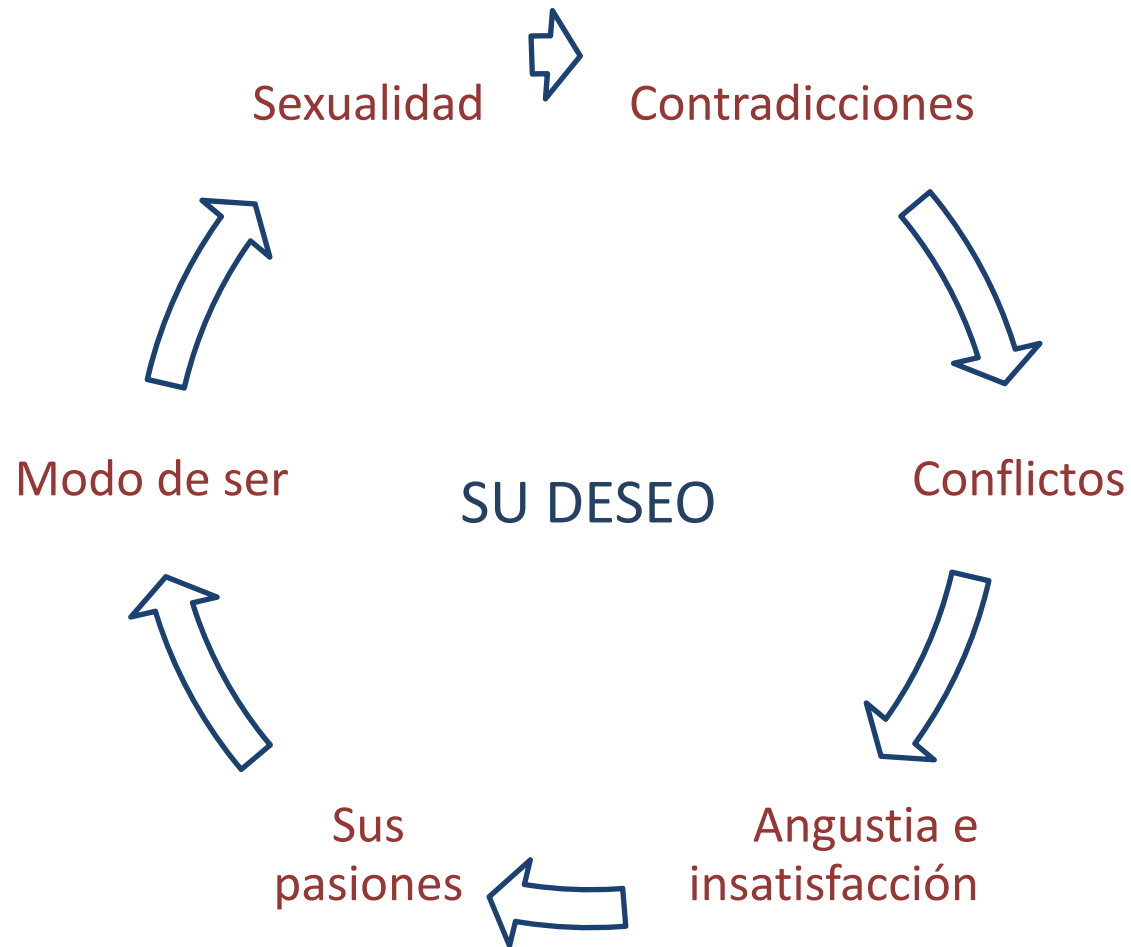 Sexualidad
Contradicciones
Modo de ser
SU DESEO
Conflictos
Sus
pasiones
Angustia e
insatisfacción